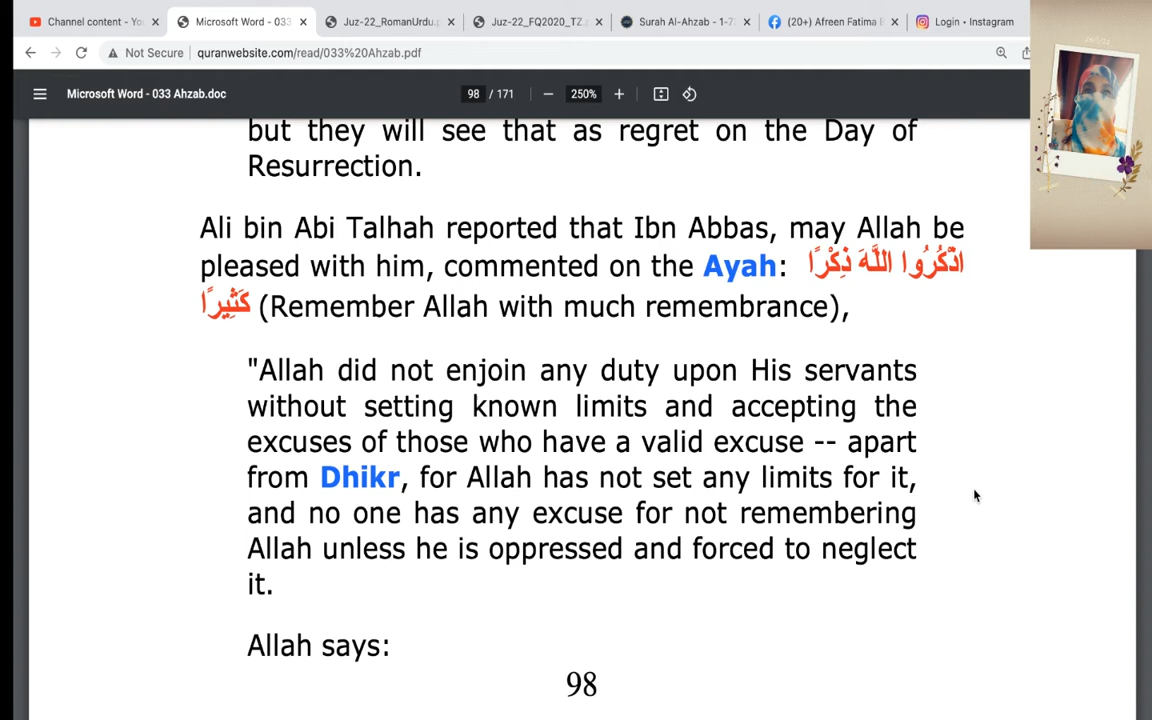 Channel content - Yo
Microsoft Word - 033
Juz-22_RomanUrdu.p
Juz-22_FQ2020_TZ.
Surah Al-Ahzab - 1-7
(20+) Afreen Fatima
Login • Instagram
Not Secure | quranwebsite.com/read/033%20Ahzab.pdf
Microsoft Word - 033 Ahzab.doc
98 / 171
250%
but they will see that as regret on the Day of
Resurrection.
Ali bin Abi Talhah reported that Ibn Abbas, may Allah be
pleased with him, commented on the Ayah: اذْكُرُوا اللَّهَ ذِكْرًا
كَثِيرًا (Remember Allah with much remembrance),
"Allah did not enjoin any duty upon His servants
without setting known limits and accepting the
excuses of those who have a valid excuse -- apart
from Dhikr, for Allah has not set any limits for it,
and no one has any excuse for not remembering
Allah unless he is oppressed and forced to neglect
it.
Allah says:
98